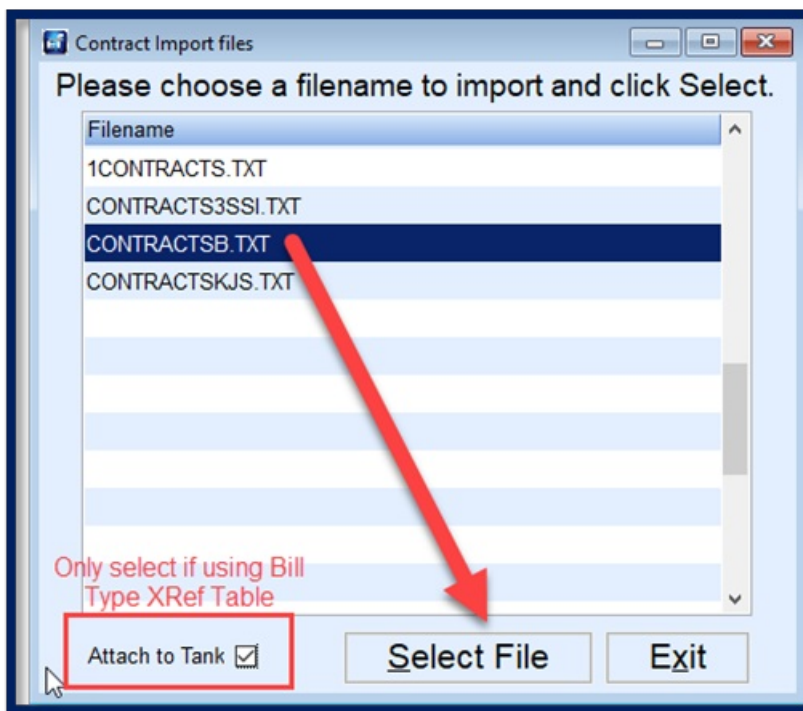 Contract Import files
Please choose a filename to import and click Select.
Filename
1CONTRACTS.TXT
CONTRACTS3SSI.TXT
CONTRACTSB.TXT
CONTRACTSKJS.TXT
Only select if using Bill
Type XRef Table
Attach to Tank
Select File
Exit